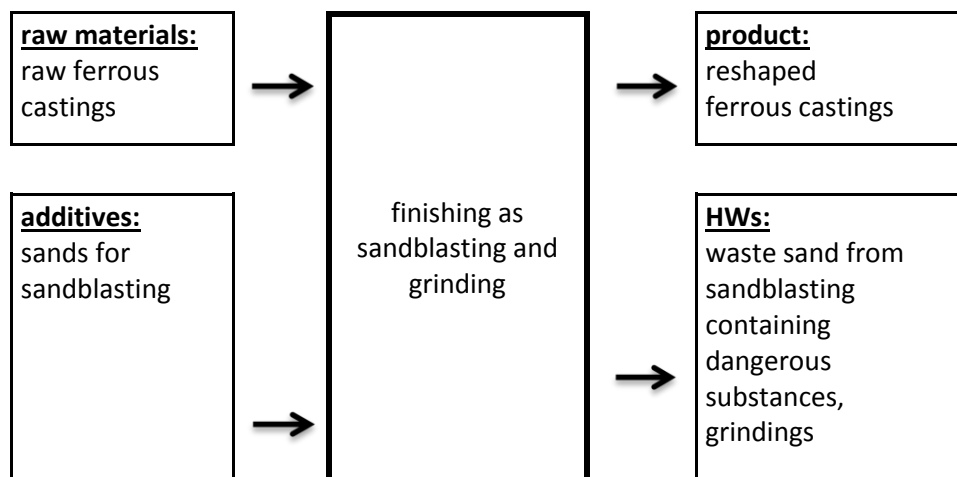 raw materials:
raw ferrous
castings
additives:
sands for
sandblasting
finishing as
sandblasting and
grinding
product:
reshaped
ferrous castings
HWs:
waste sand from
sandblasting
containing
dangerous
substances,
grindings